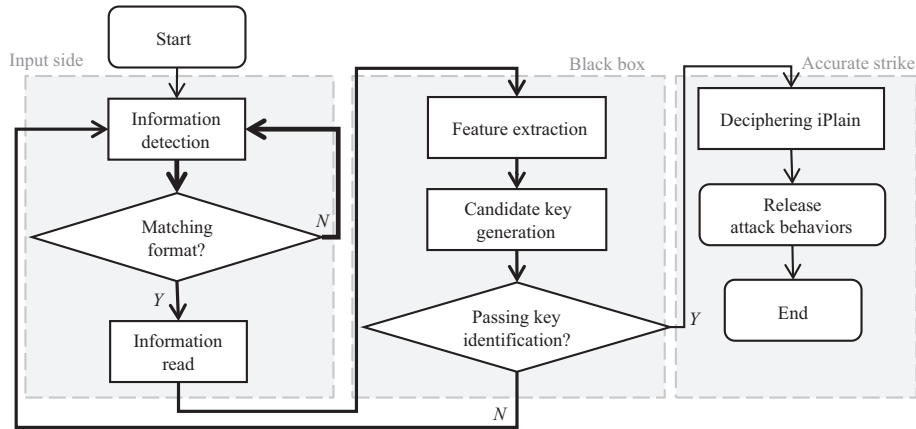 Start
Input side
Information
detection
Matching
format?
N
Y
Information
read
Black box
Feature extraction
Candidate key
generation
Passing key
identification?
Y
N
Accurate strike
Deciphering iPlain
Release
attack behaviors
End